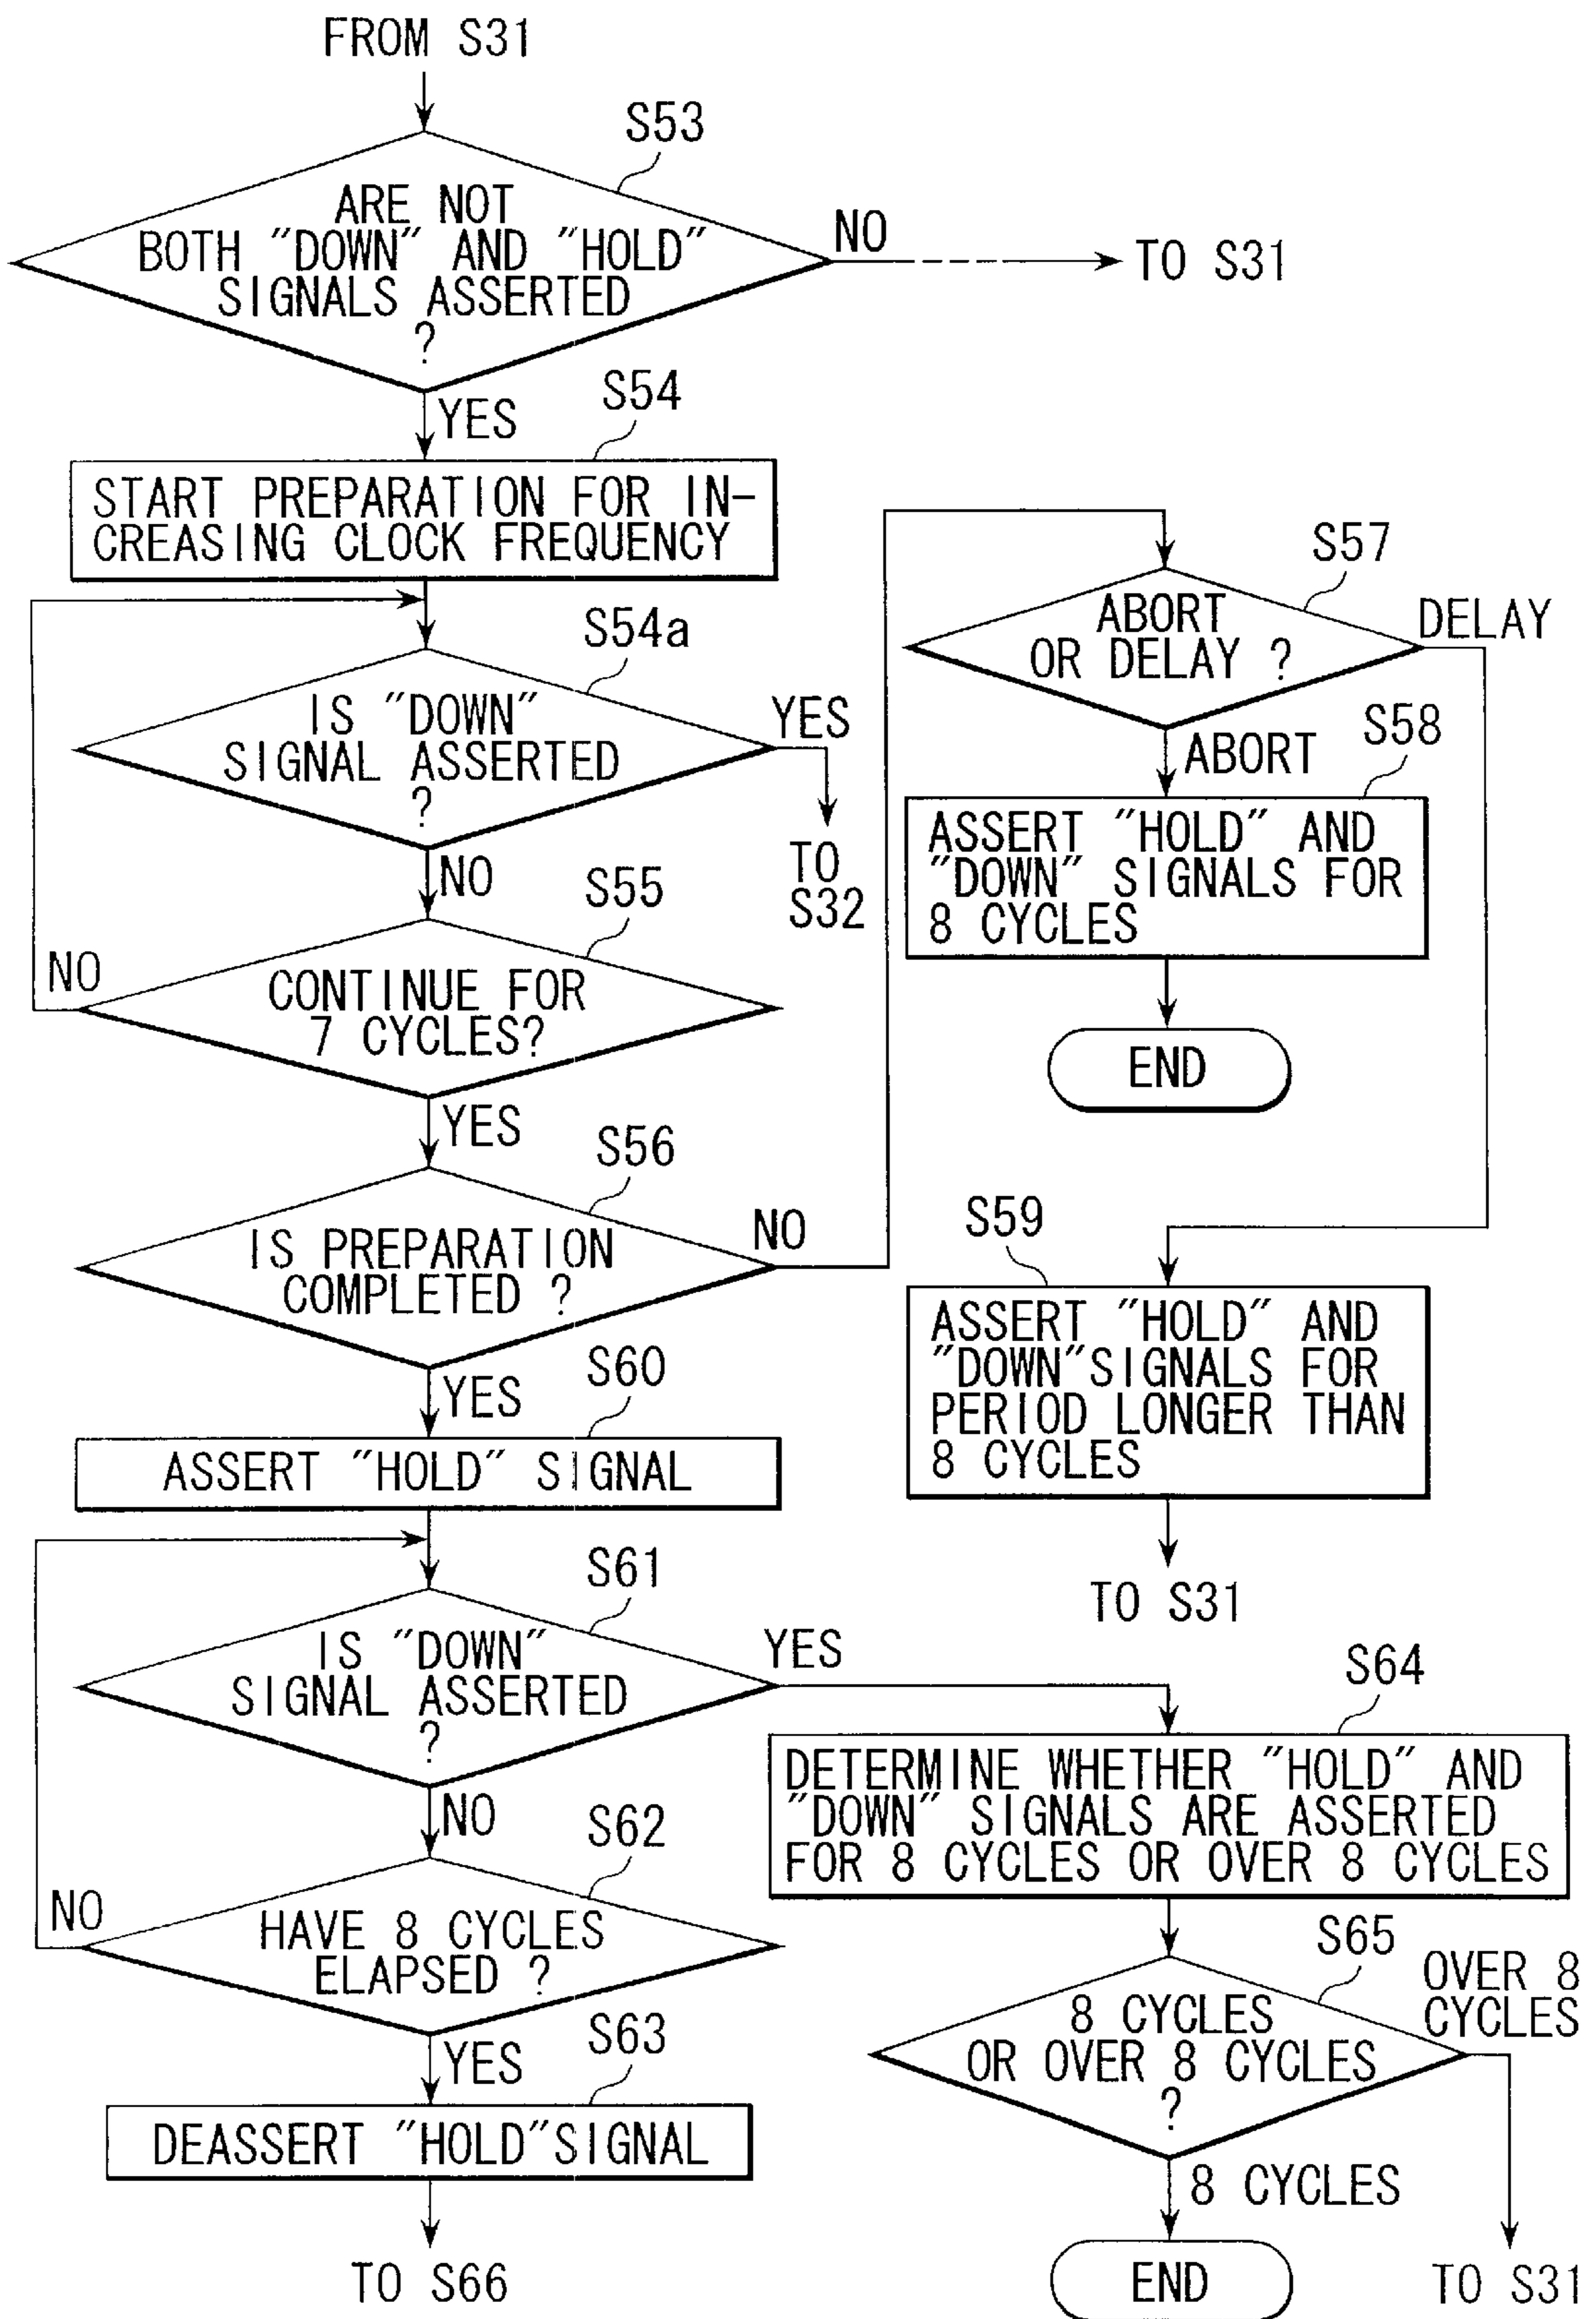 FROM S31
S53
ARE NOT
BOTH "DOWN" AND "HOLD"
SIGNALS ASSERTED
?
NO
TO S31
YES
S54
START PREPARATION FOR IN-
CREASING CLOCK FREQUENCY
S54a
IS "DOWN"
SIGNAL ASSERTED
?
YES
TO
S32
NO
S55
CONTINUE FOR
7 CYCLES?
NO
YES
S56
IS PREPARATION
COMPLETED ?
NO
S57
ABORT
OR DELAY ?
DELAY
ABORT
S58
ASSERT "HOLD" AND
"DOWN" SIGNALS FOR
8 CYCLES
END
S59
ASSERT "HOLD" AND
"DOWN"SIGNALS FOR
PERIOD LONGER THAN
8 CYCLES
TO S31
YES
S60
ASSERT "HOLD" SIGNAL
S61
IS "DOWN"
SIGNAL ASSERTED
?
YES
NO
S62
HAVE 8 CYCLES
ELAPSED ?
NO
YES
S63
DEASSERT "HOLD"SIGNAL
TO S66
S64
DETERMINE WHETHER "HOLD" AND
"DOWN" SIGNALS ARE ASSERTED
FOR 8 CYCLES OR OVER 8 CYCLES
S65
8 CYCLES
OR OVER 8 CYCLES
?
OVER 8
CYCLES
8 CYCLES
END
TO S31